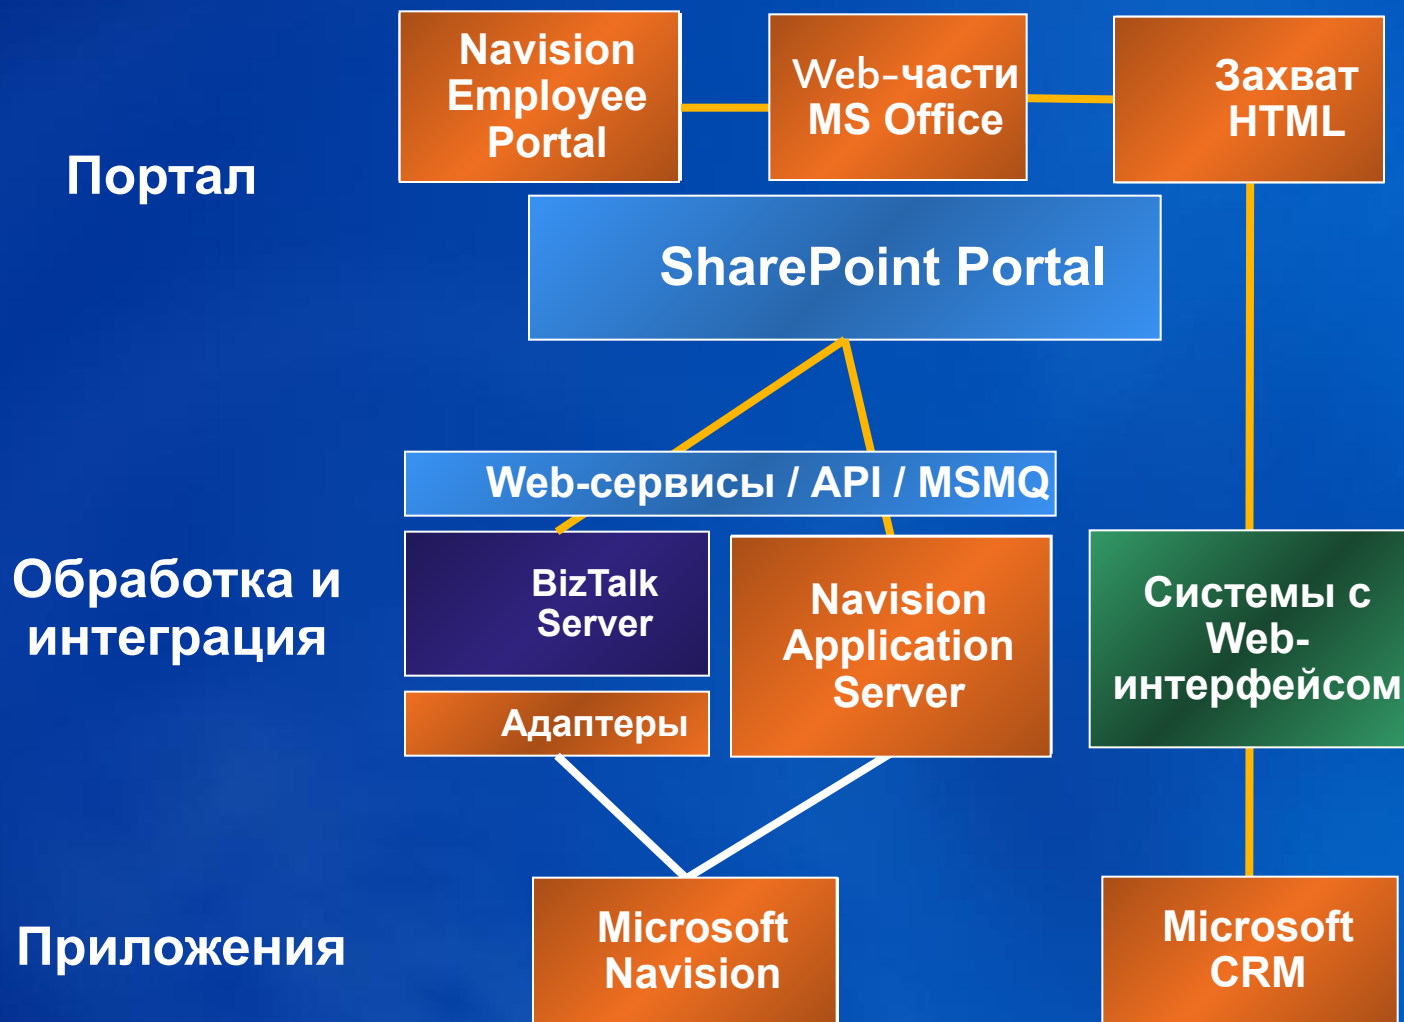 Navision
Employee
Portal
Web-части
MS Office
Захват
HTML
Портал
SharePoint Portal
Web-сервисы / API / MSMQ
Обработка и
интеграция
BizTalk
Server
Navision
Application
Server
Системы с
Web-
интерфейсом
Адаптеры
Приложения
Microsoft
Navision
Microsoft
CRM